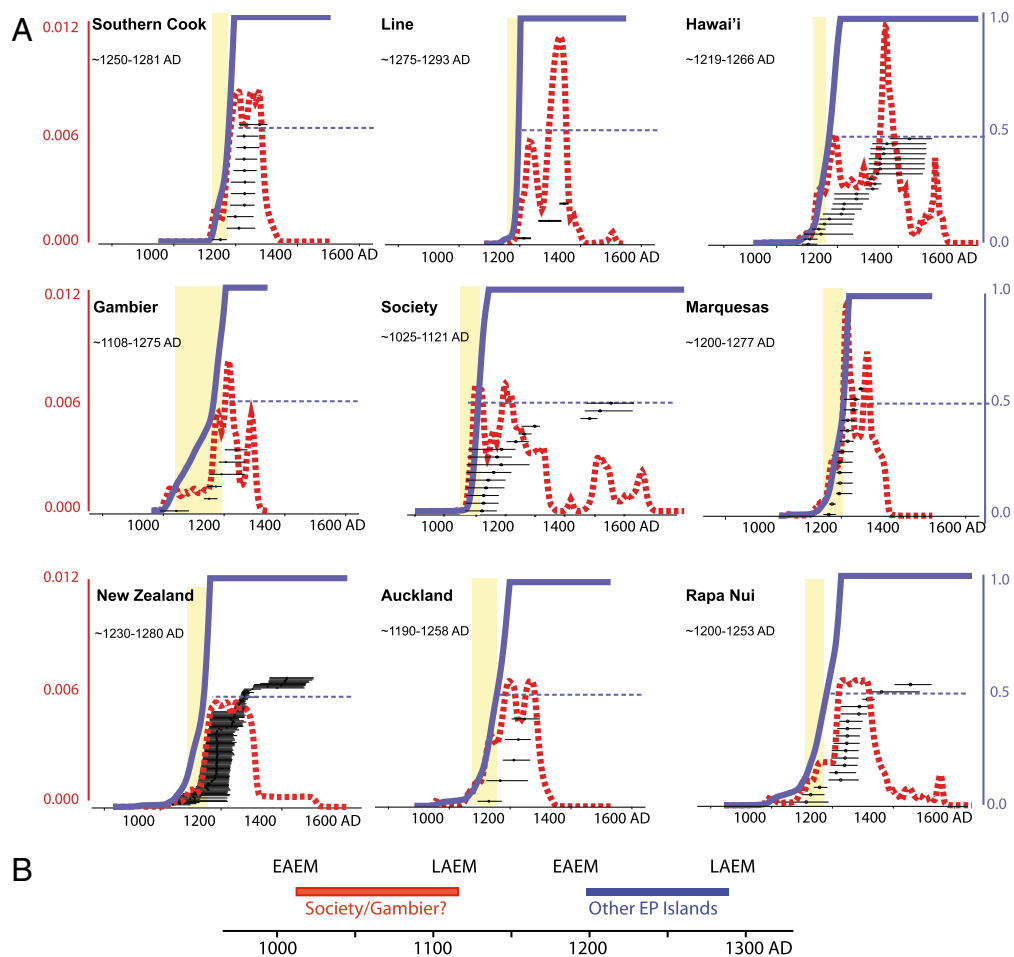 A
0.012 Southern Cook Line Hawai'i 1.0
~1250-1281 AD ~1275-1293 AD ~1219-1266 AD
0.006 0.5
0.000 0.0
1000 1200 1400 1600 AD 1000 1200 1400 1600 AD 1000 1200 1400 1600 AD
0.012 Gambier Society Marquesas 1.0
~1108-1275 AD ~1025-1121 AD ~1200-1277 AD
0.006 0.5
0.000 0.0
1000 1200 1400 1600 AD 1000 1200 1400 1600 AD 1000 1200 1400 1600 AD
0.012 New Zealand Auckland Rapa Nui 1.0
~1230-1280 AD ~1190-1258 AD ~1200-1253 AD
0.006 0.5
0.000 0.0
1000 1200 1400 1600 AD 1000 1200 1400 1600 AD 1000 1200 1400 1600 AD
B
EAEM LAEM EAEM LAEM
Society/Gambier? Other EP Islands
1000 1100 1200 1300 AD